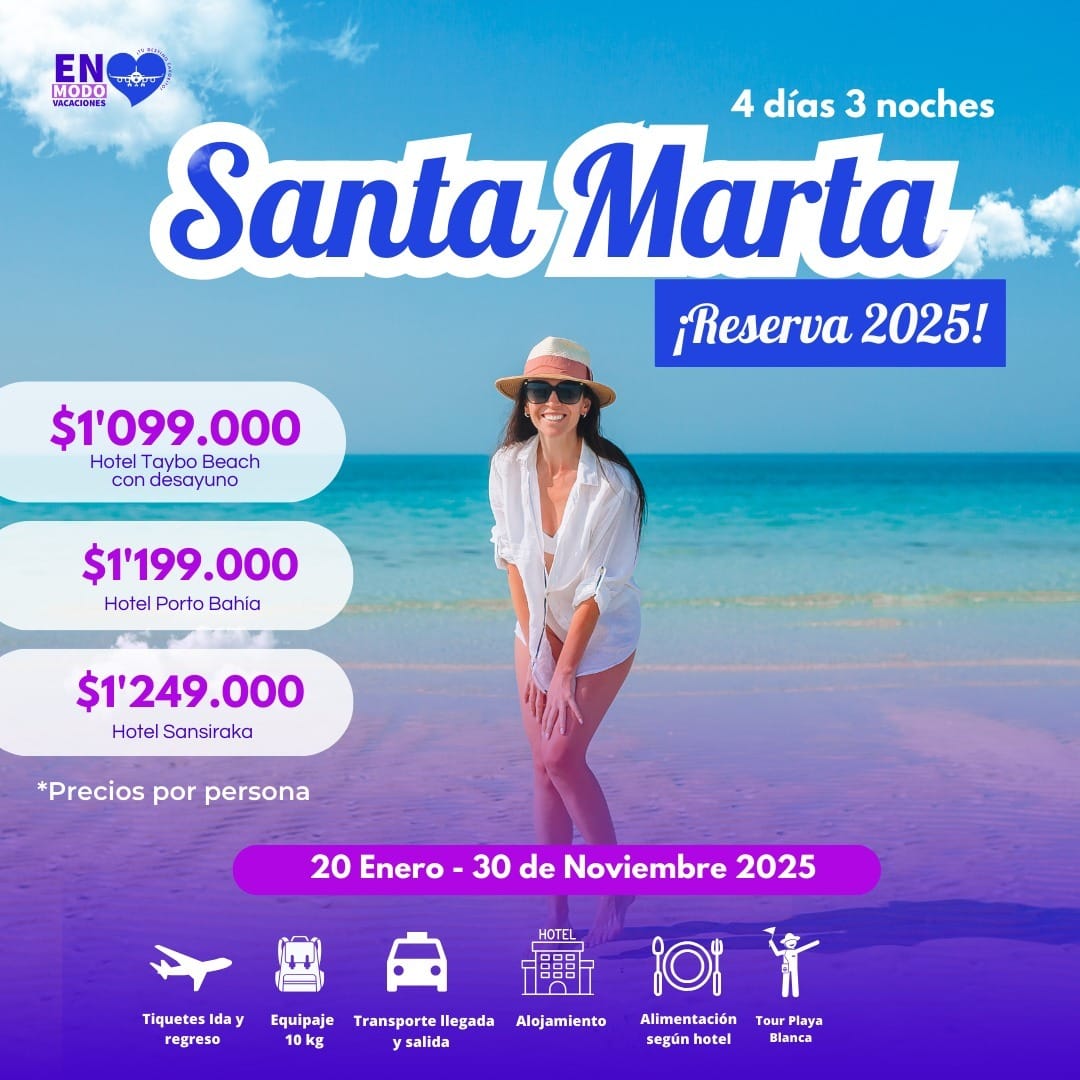 EN
MODO
VACACIONES
4 días 3 noches
Santa Marta
¡Reserva 2025!
$1'099.000
Hotel Taybo Beach
con desayuno
$1'199.000
Hotel Porto Bahía
$1'249.000
Hotel Sansiraka
*Precios por persona
20 Enero - 30 de Noviembre 2025
HOTEL
Tiquetes Ida y
regreso
Equipaje
10 kg
Transporte llegada
y salida
Alojamiento
Alimentación
según hotel
Tour Playa
Blanca